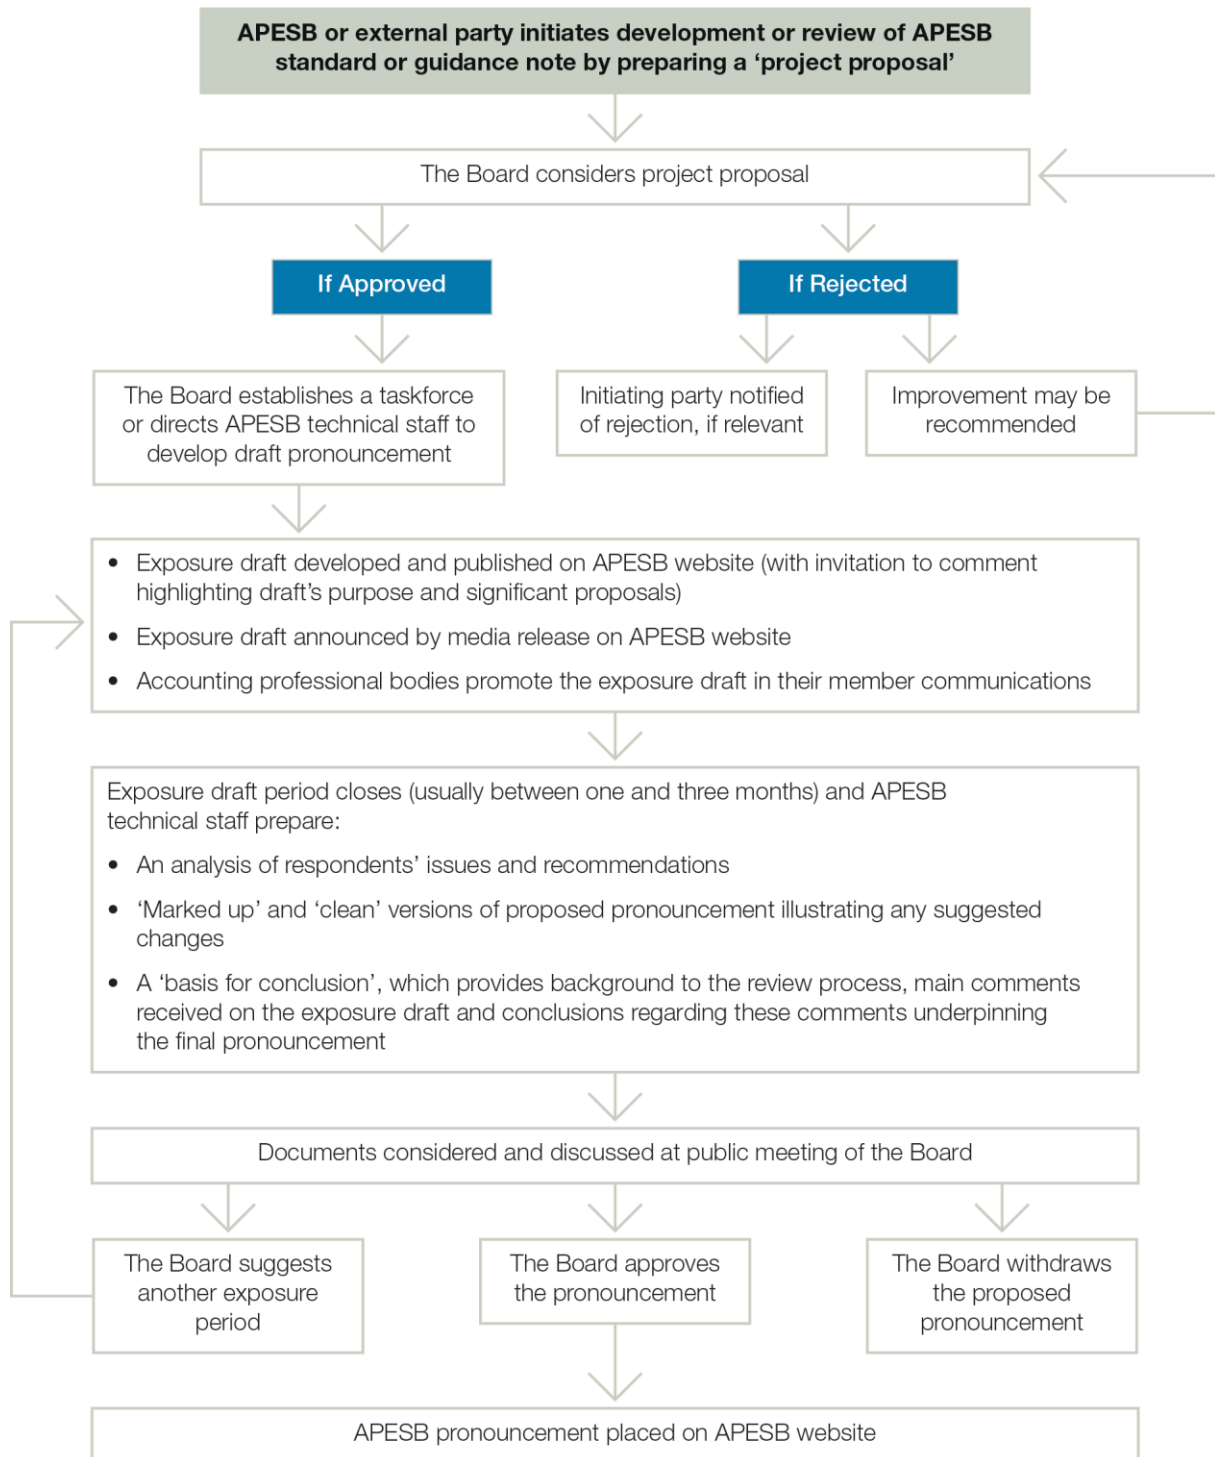 APESB or external party initiates development or review of APESB
standard or guidance note by preparing a ‘project proposal’
The Board considers project proposal
If Approved
If Rejected
The Board establishes a taskforce
or directs APESB technical staff to
develop draft pronouncement
Initiating party notified
of rejection, if relevant
Improvement may be
recommended
• Exposure draft developed and published on APESB website (with invitation to comment
highlighting draft’s purpose and significant proposals)
• Exposure draft announced by media release on APESB website
• Accounting professional bodies promote the exposure draft in their member communications
Exposure draft period closes (usually between one and three months) and APESB
technical staff prepare:
• An analysis of respondents’ issues and recommendations
• ‘Marked up’ and ‘clean’ versions of proposed pronouncement illustrating any suggested
changes
• A ‘basis for conclusion’, which provides background to the review process, main comments
received on the exposure draft and conclusions regarding these comments underpinning
the final pronouncement
Documents considered and discussed at public meeting of the Board
The Board suggests
another exposure
period
The Board approves
the pronouncement
The Board withdraws
the proposed
pronouncement
APESB pronouncement placed on APESB website